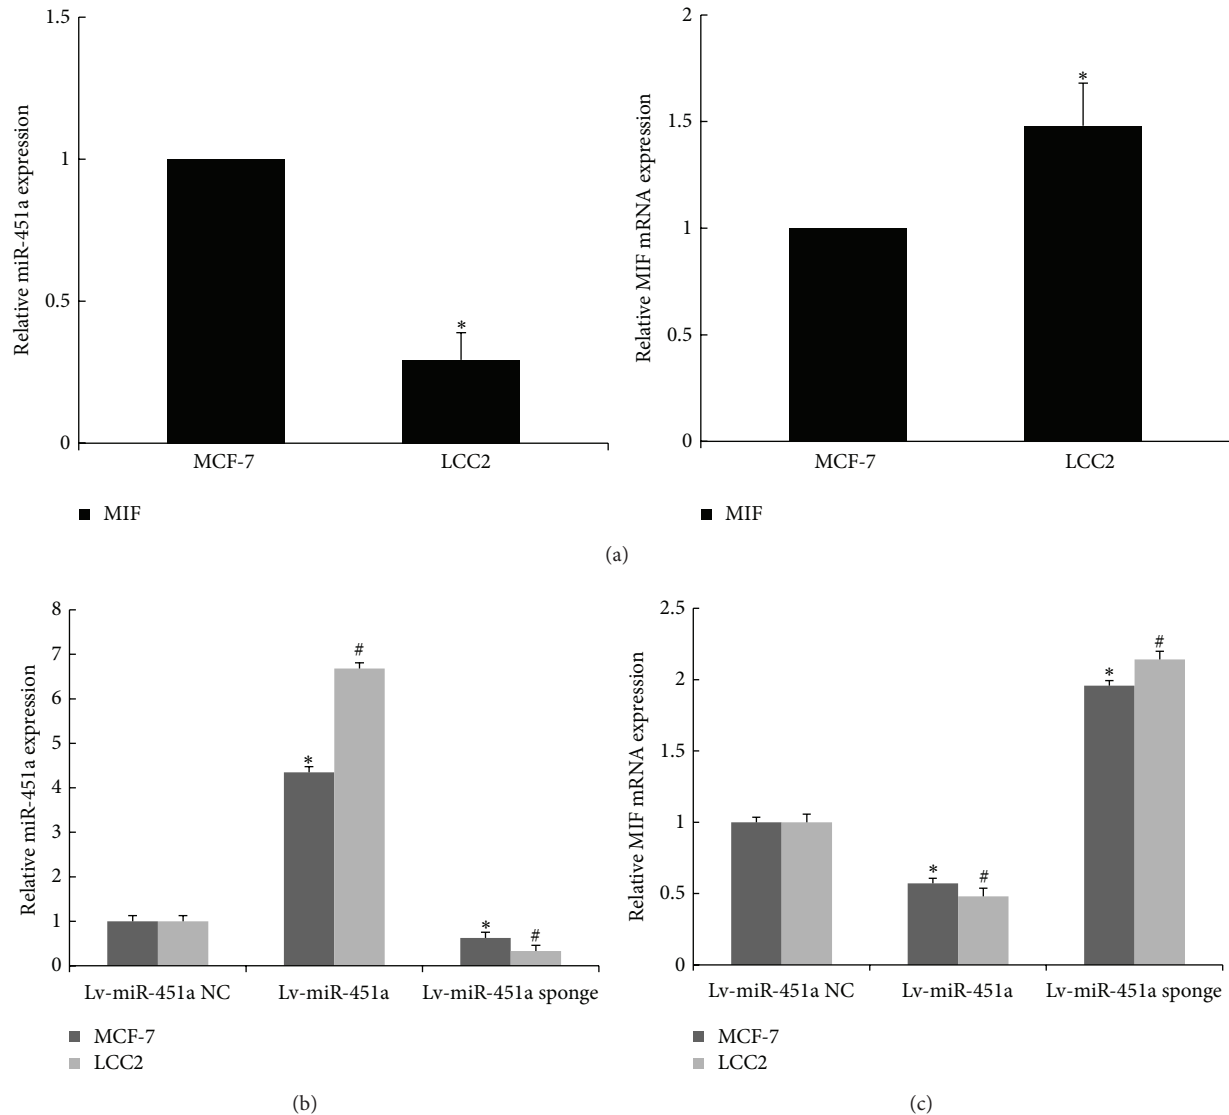 Relative miR-451a expression
1.5
1
0.5
0
*
MCF-7
LCC2
MIF
Relative MIF mRNA expression
2
1.5
1
0.5
0
*
MCF-7
LCC2
MIF
(a)
Relative miR-451a expression
8
7
6
5
4
3
2
1
0
*
#
*
#
Lv-miR-451a NC
Lv-miR-451a
Lv-miR-451a sponge
MCF-7
LCC2
(b)
Relative MIF mRNA expression
2.5
2
1.5
1
0.5
0
*
#
*
#
Lv-miR-451a NC
Lv-miR-451a
Lv-miR-451a sponge
MCF-7
LCC2
(c)